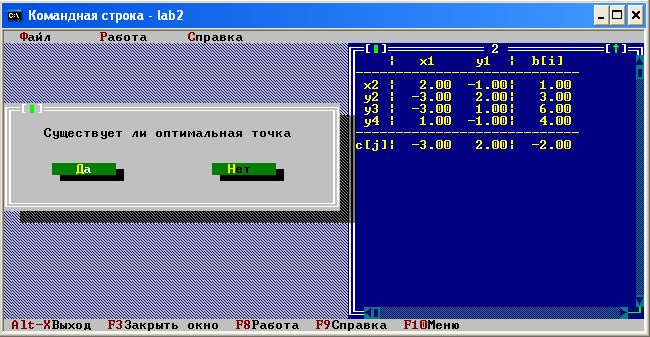 Командная строка - lab2
Файл Работа Справка
2
x1 y1 b[i]
x2 2.00 -1.00 1.00
y2 -3.00 2.00 3.00
y3 -3.00 1.00 6.00
y4 1.00 -1.00 4.00
c[j] -3.00 2.00 -2.00
Существует ли оптимальная точка
Да Нет
Alt-X Выход F3 Закрыть окно F8 Работа F9 Справка F10 Меню